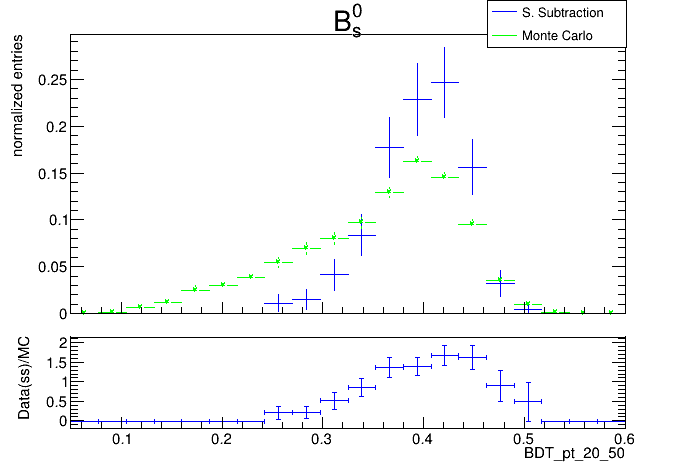 B_s^0
S. Subtraction
Monte Carlo
normalized entries
0.25
0.2
0.15
0.1
0.05
0
Data(ss)/MC
2
1.5
1
0.5
0
0.1 0.2 0.3 0.4 0.5 0.6
BDT_pt_20_50